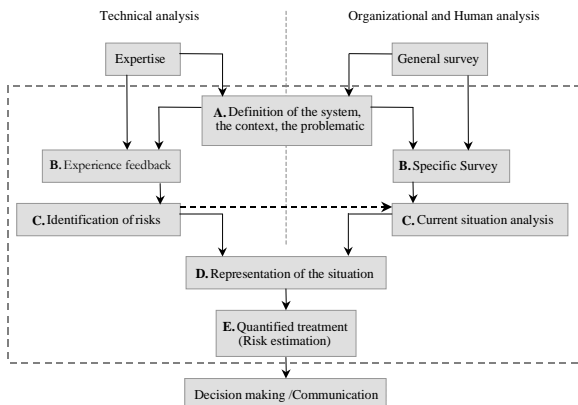 Technical analysis
Organizational and Human analysis
Expertise
General survey
A. Definition of the system,
the context, the problematic
B. Experience feedback
B. Specific Survey
C. Identification of risks
C. Current situation analysis
D. Representation of the situation
E. Quantified treatment
(Risk estimation)
Decision making /Communication